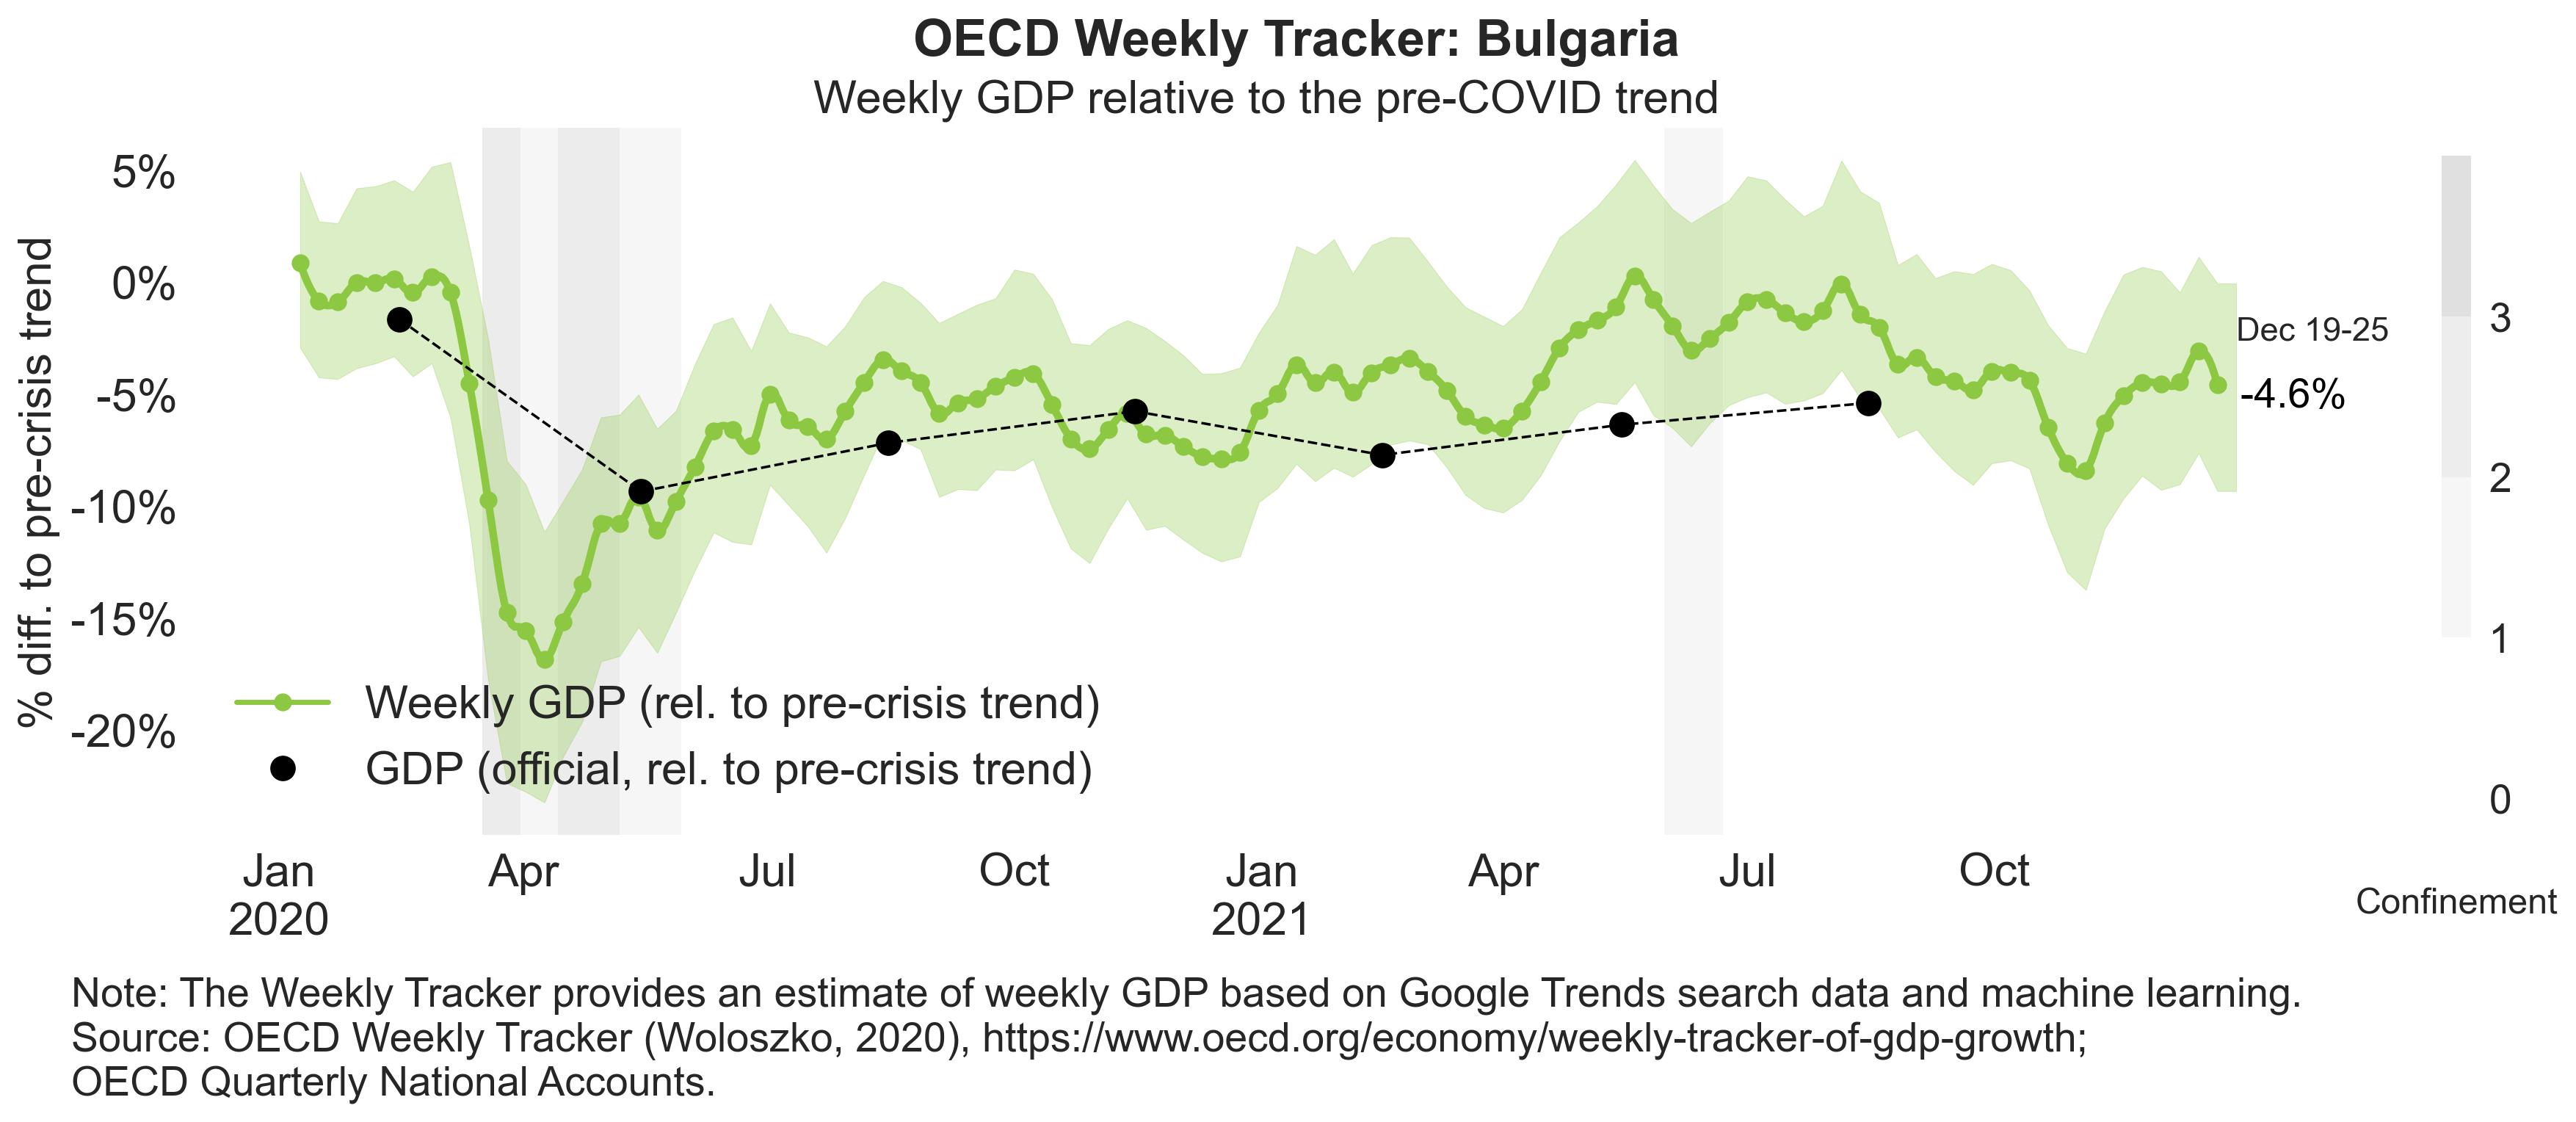 OECD Weekly Tracker: Bulgaria
Weekly GDP relative to the pre-COVID trend
% diff. to pre-crisis trend
5%
0%
-5%
-10%
-15%
-20%
Weekly GDP (rel. to pre-crisis trend)
GDP (official, rel. to pre-crisis trend)
Dec 19-25
-4.6%
3
2
1
0
Confinement
Jan Apr Jul Oct Jan Apr Jul Oct
2020 2021
Note: The Weekly Tracker provides an estimate of weekly GDP based on Google Trends search data and machine learning.
Source: OECD Weekly Tracker (Woloszko, 2020), https://www.oecd.org/economy/weekly-tracker-of-gdp-growth;
OECD Quarterly National Accounts.